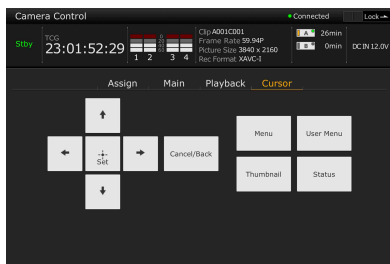 Camera Control
Connected
Lock
Stby
TCG
23:01:52:29
1 2 3 4
Clip A001C001
Frame Rate 59.94P
Picture Size 3840 x 2160
Rec Format XAVC-I
A 26min
B 0min
DC IN 12.0V
Assign Main Playback Cursor
Set
Cancel/Back
Menu
User Menu
Thumbnail
Status